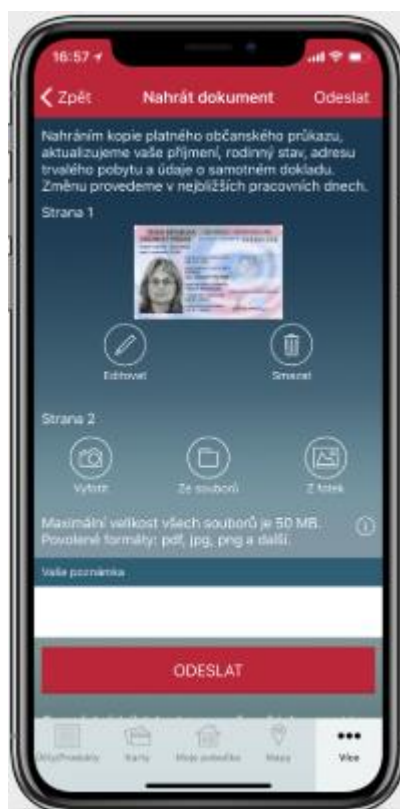 16:57
Zpět Nahrát dokument Odeslat
Nahráním kopie platného občanského průkazu,
aktualizujeme vaše příjmení, rodinný stav, adresu
trvalého pobytu a údaje o samotném dokladu.
Změnu provedeme v nejbližších pracovních dnech.
Strana 1
Editovat Smazat
Strana 2
Vyfotit Ze souborů Z fotek
Maximální velikost všech souborů je 50 MB.
Povolené formáty: pdf, jpg, png a další.
Vaše poznámka
ODESLAT
Účty/Produkty Karty Moje pobočka Mapy Více